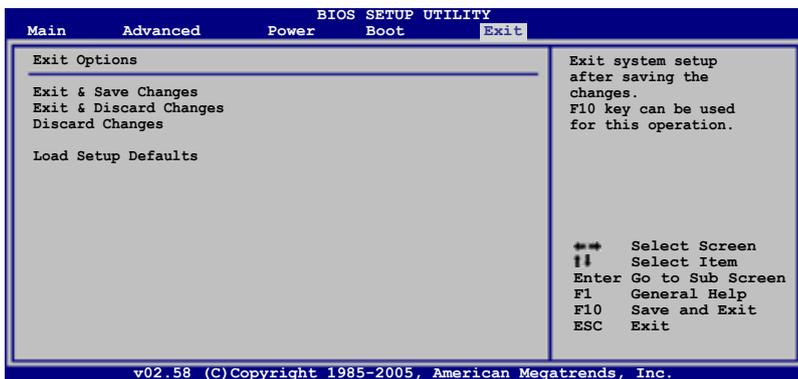 BIOS SETUP UTILITY
Main Advanced Power Boot Exit
Exit Options
Exit & Save Changes
Exit & Discard Changes
Discard Changes
Load Setup Defaults
Exit system setup
after saving the
changes.
F10 key can be used
for this operation.
←→ Select Screen
↑↓ Select Item
Enter Go to Sub Screen
F1 General Help
F10 Save and Exit
ESC Exit
v02.58 (C)Copyright 1985-2005, American Megatrends, Inc.